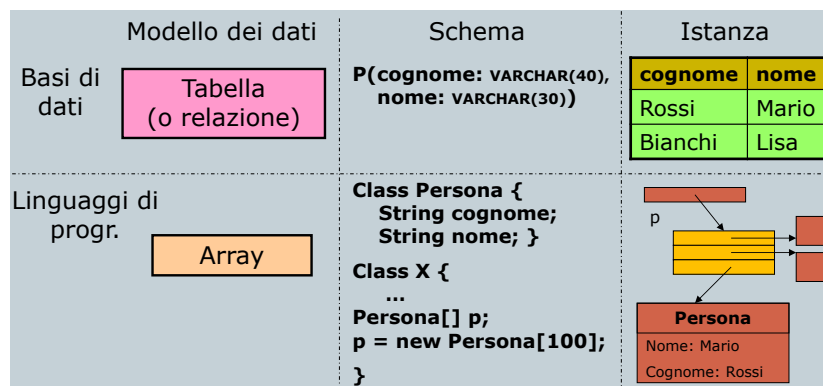 Modello dei dati
Schema
Istanza
Basi di
dati
Tabella
(o relazione)
P(cognome: VARCHAR(40),
nome: VARCHAR(30))
cognome nome
Rossi Mario
Bianchi Lisa
Linguaggi di
progr.
Array
Class Persona {
String cognome;
String nome; }
Class X {
...
Persona[] p;
p = new Persona[100];
}
p
Persona
Nome: Mario
Cognome: Rossi